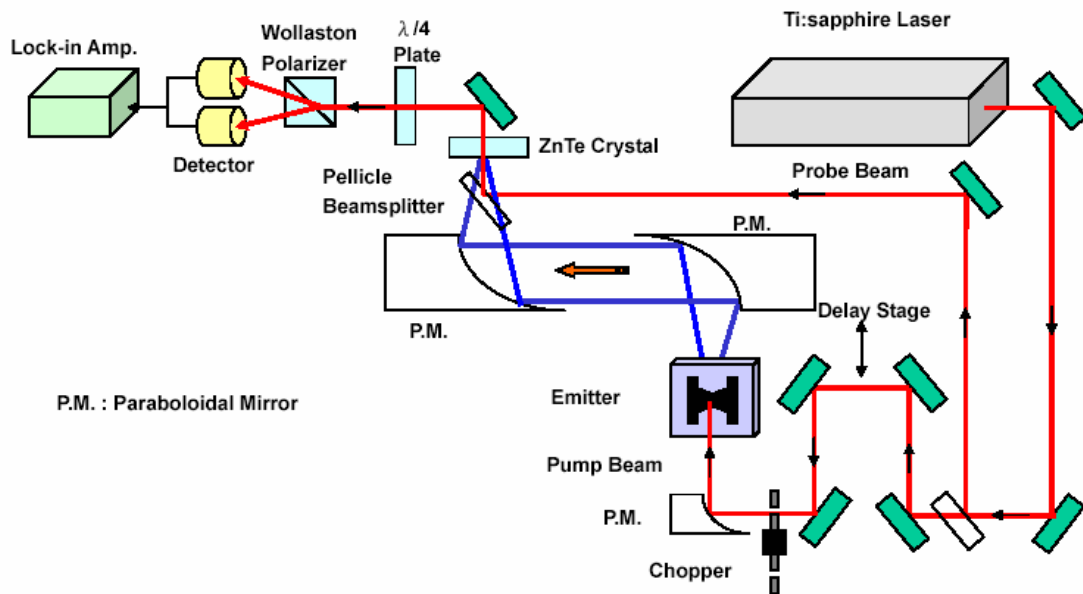 Lock-in Amp.
Wollaston
Polarizer
λ/4
Plate
Ti:sapphire Laser
Detector
ZnTe Crystal
Pellicle
Beamsplitter
Probe Beam
P.M.
P.M.
Delay Stage
P.M. : Paraboloidal Mirror
Emitter
Pump Beam
P.M.
Chopper